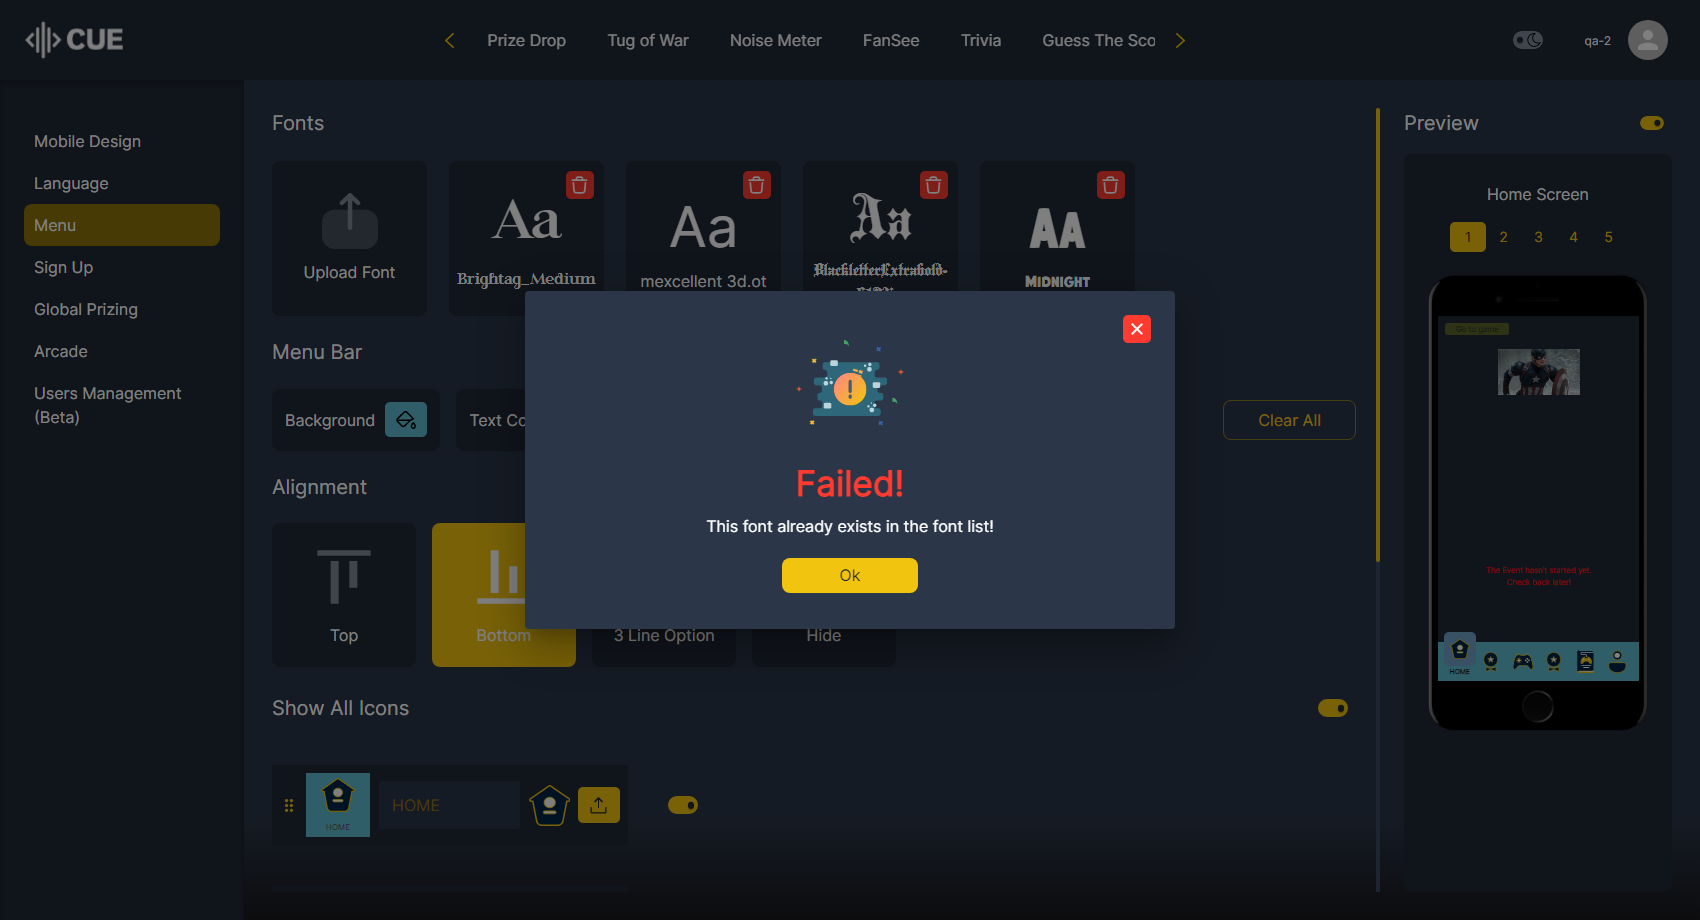 CUE
Prize Drop
Tug of War
Noise Meter
FanSee
Trivia
Guess The Sco
qa-2
Mobile Design
Language
Menu
Sign Up
Global Prizing
Arcade
Users Management
(Beta)
Fonts
Upload Font
Aa
Brightag_Medium
Aa
mexcellent 3d.ot
Aa
BlackletterExtrabold-
Aa
Midnight
Menu Bar
Background
Text Co
Clear All
Alignment
Top
Bottom
3 Line Option
Hide
Failed!
This font already exists in the font list!
Ok
Show All Icons
HOME
HOME
Preview
Home Screen
1 2 3 4 5
Go to game
The Event hasn't started yet.
Check back later!
HOME